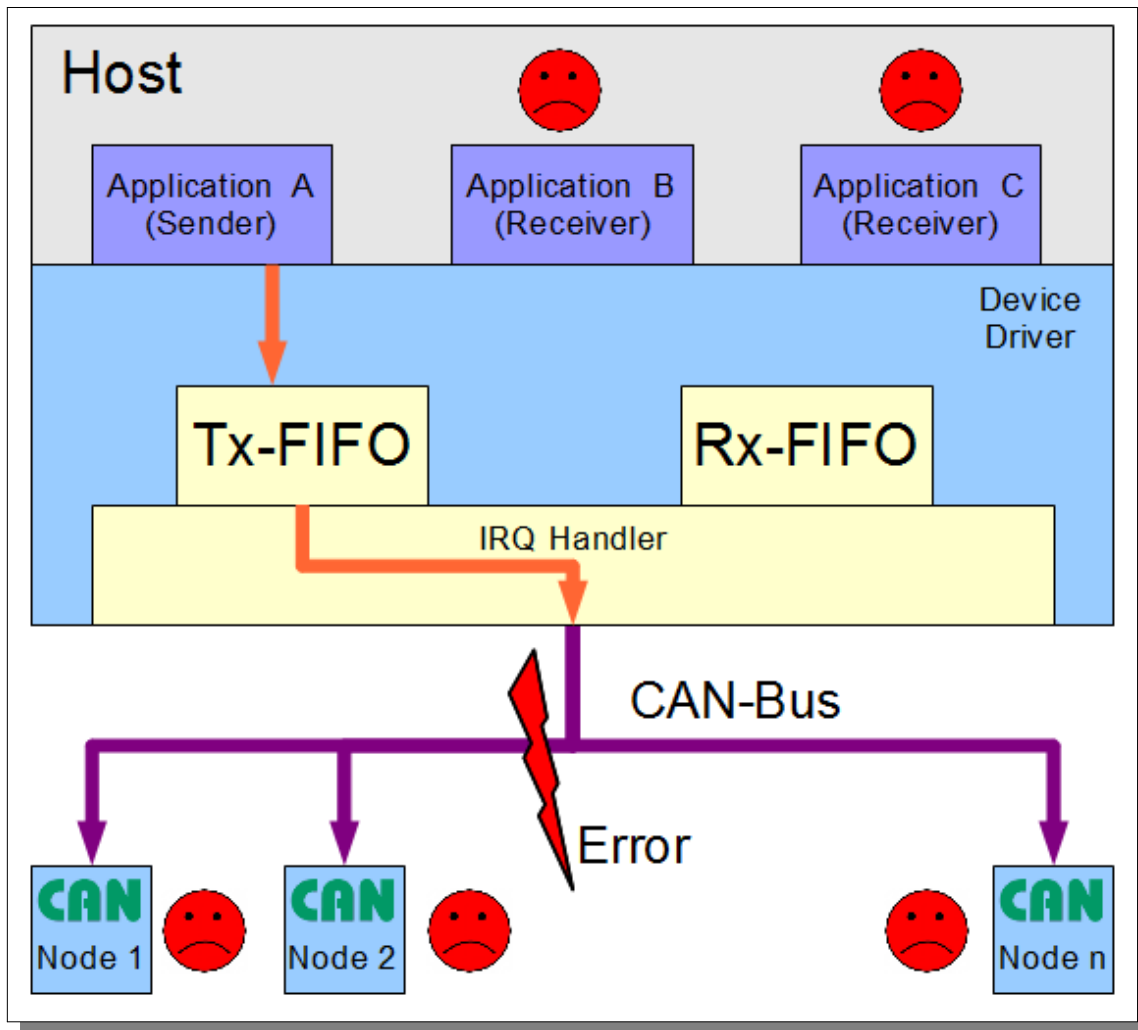 Host
Application A
(Sender)
Application B
(Receiver)
Application C
(Receiver)
Device
Driver
Tx-FIFO
Rx-FIFO
IRQ Handler
CAN-Bus
Error
CAN
Node 1
CAN
Node 2
CAN
Node n